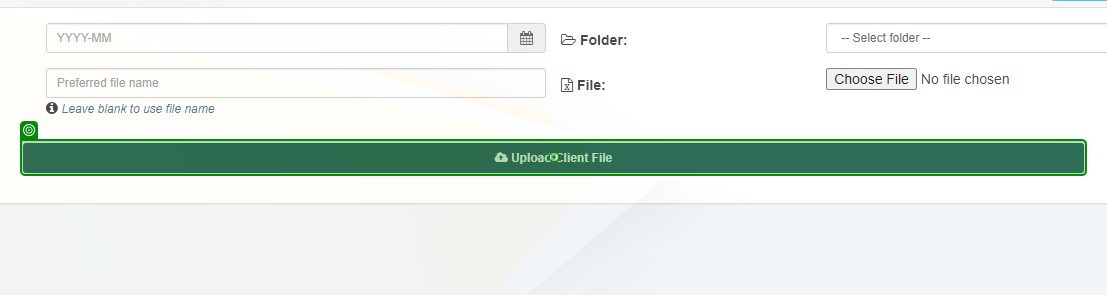 YYYY-MM
Folder:
-- Select folder --
Preferred file name
File:
Choose File No file chosen
Leave blank to use file name
Upload Client File